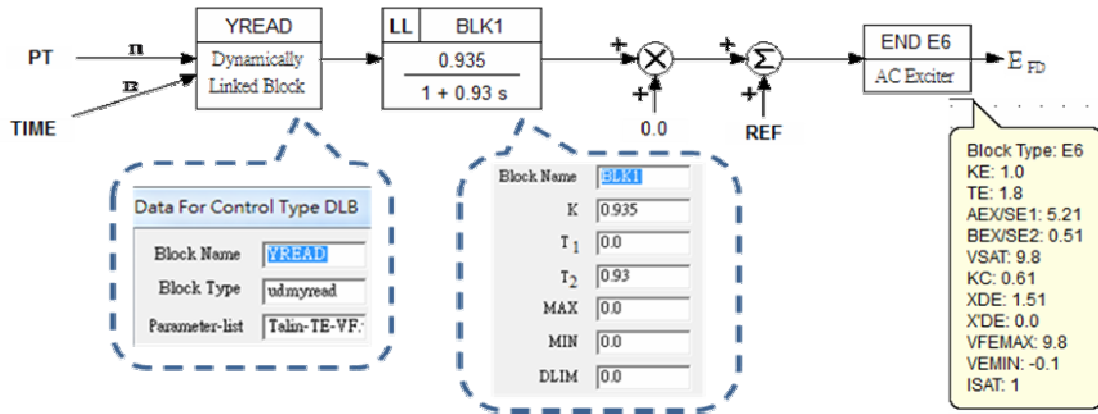 PT
TIME
n
n
YREAD
Dynamically
Linked Block
LL BLK1
0.935
1 + 0.93 s
+
+
×
0.0
+
+
Σ
REF
END E6
AC Exciter
E FD
Data For Control Type DLB
Block Name YREAD
Block Type udmyread
Parameter-list Talin-TE-VF.
Block Name BLK1
K 0.935
T1 0.0
T2 0.93
MAX 0.0
MIN 0.0
DLIM 0.0
Block Type: E6
KE: 1.0
TE: 1.8
AEX/SE1: 5.21
BEX/SE2: 0.51
VSAT: 9.8
KC: 0.61
XDE: 1.51
X'DE: 0.0
VFEMAX: 9.8
VEMIN: -0.1
ISAT: 1